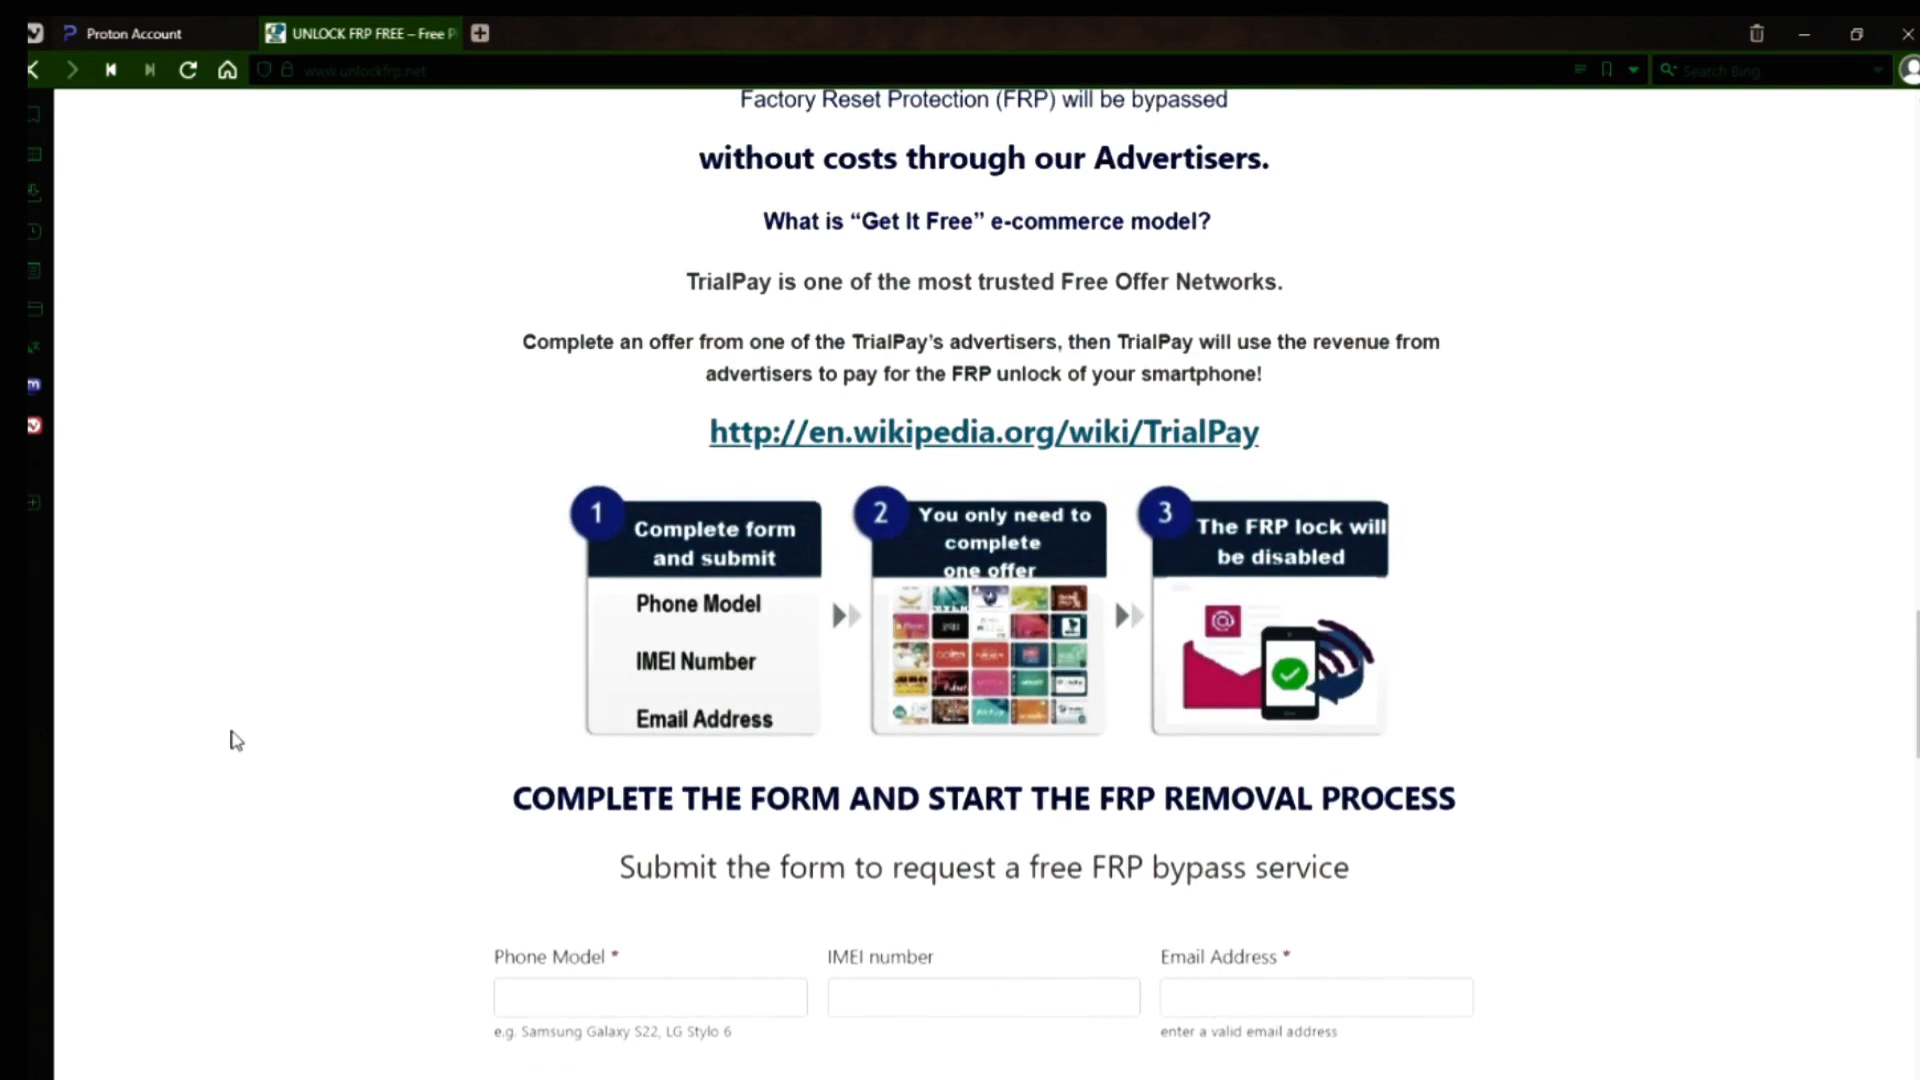 Proton Account
UNLOCK FRP FREE – Free P
www.unlockfrp.net
Search Bing
Factory Reset Protection (FRP) will be bypassed
without costs through our Advertisers.
What is “Get It Free” e-commerce model?
TrialPay is one of the most trusted Free Offer Networks.
Complete an offer from one of the TrialPay’s advertisers, then TrialPay will use the revenue from
advertisers to pay for the FRP unlock of your smartphone!
http://en.wikipedia.org/wiki/TrialPay
1
Complete form
and submit
Phone Model
IMEI Number
Email Address
2
You only need to
complete
one offer
3
The FRP lock will
be disabled
COMPLETE THE FORM AND START THE FRP REMOVAL PROCESS
Submit the form to request a free FRP bypass service
Phone Model *
IMEI number
Email Address *
e.g. Samsung Galaxy S22, LG Stylo 6
enter a valid email address